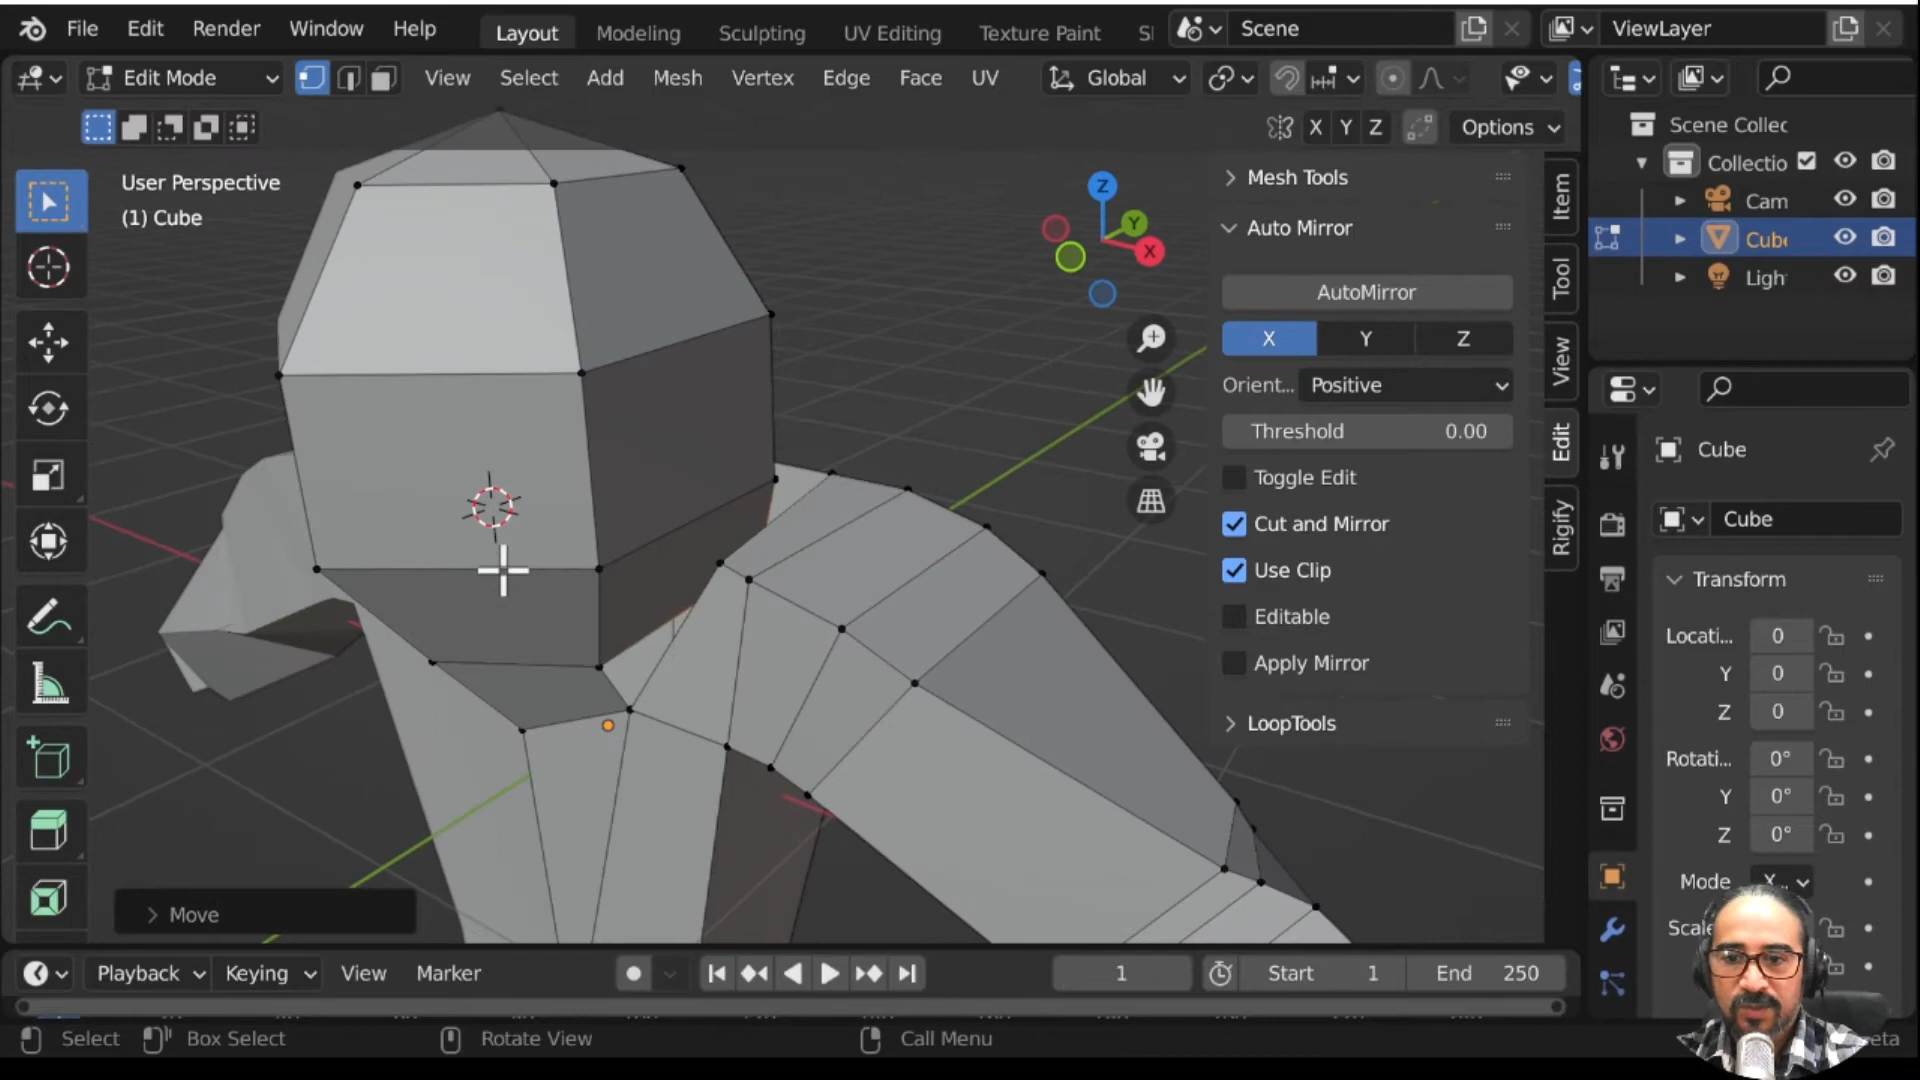 File Edit Render Window Help Layout Modeling Sculpting UV Editing Texture Paint Scene ViewLayer
Edit Mode View Select Add Mesh Vertex Edge Face UV Global
X Y Z Options
User Perspective
(1) Cube
Z
Y
X
Mesh Tools
Auto Mirror
AutoMirror
X Y Z
Orient... Positive
Threshold 0.00
Toggle Edit
Cut and Mirror
Use Clip
Editable
Apply Mirror
LoopTools
Item
Tool
View
Edit
Rigify
Scene Collec
Collectio
Cam
Cub
Ligh
Cube
Cube
Transform
Locati... 0
Y 0
Z 0
Rotati... 0°
Y 0°
Z 0°
Mode X..
Scale
Move
Playback Keying View Marker 1 Start 1 End 250
Select Box Select Rotate View Call Menu